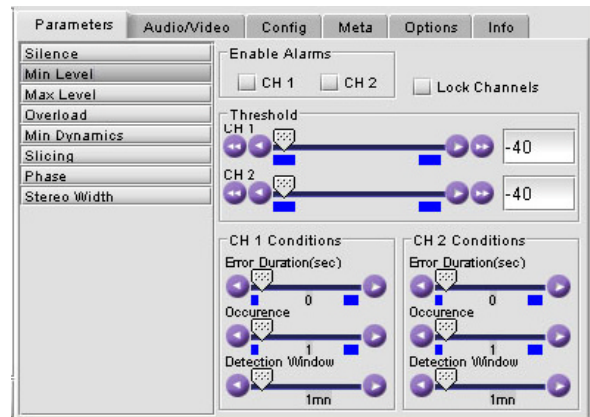 Parameters Audio/Video Config Meta Options Info
Silence
Min Level
Max Level
Overload
Min Dynamics
Slicing
Phase
Stereo Width
Enable Alarms
CH 1 CH 2 Lock Channels
Threshold
CH 1
-40
CH 2
-40
CH 1 Conditions
Error Duration(sec)
0
Occurence
1
Detection Window
1mn
CH 2 Conditions
Error Duration(sec)
0
Occurence
1
Detection Window
1mn